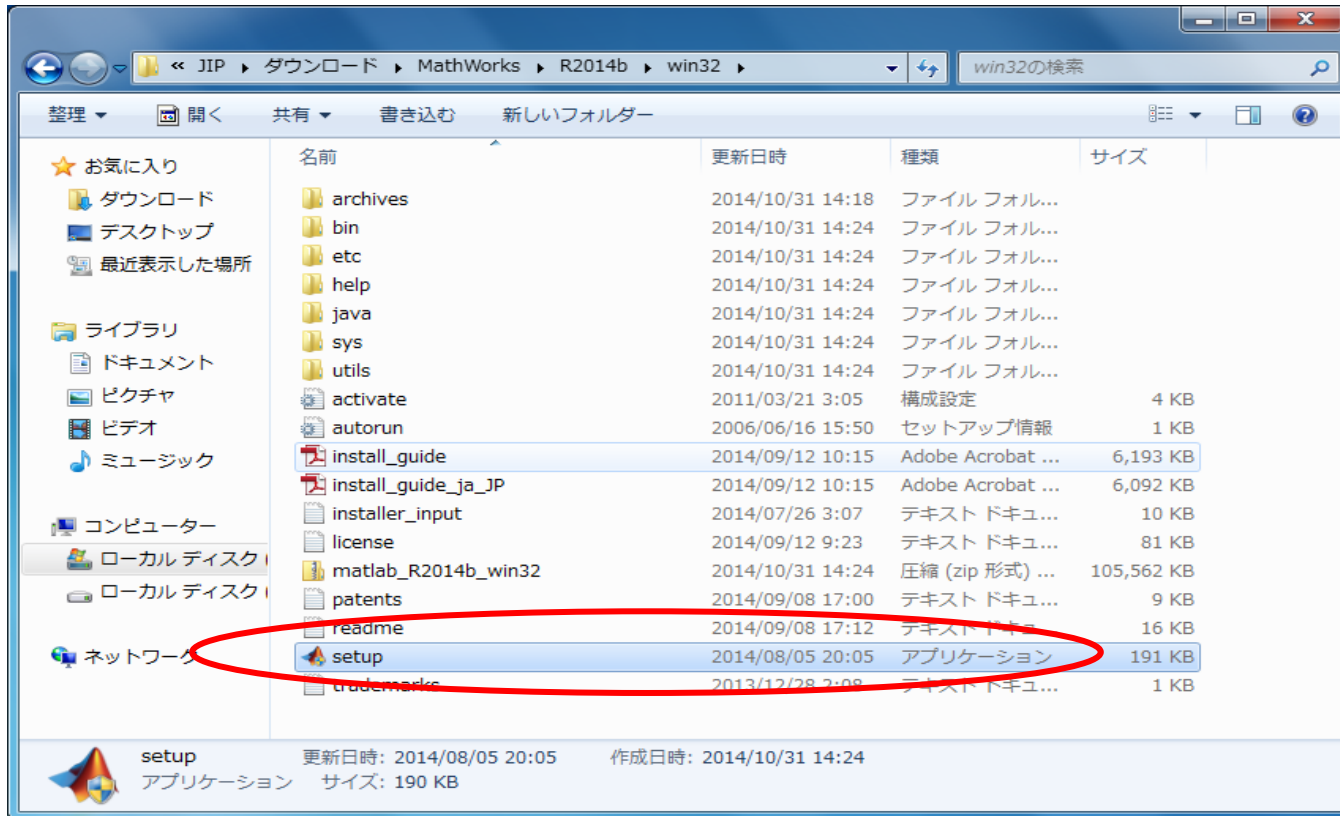 « JIP ▸ ダウンロード ▸ MathWorks ▸ R2014b ▸ win32 ▸ win32の検索
整理 開く 共有 書き込む 新しいフォルダー
お気に入り
ダウンロード
デスクトップ
最近表示した場所
ライブラリ
ドキュメント
ピクチャ
ビデオ
ミュージック
コンピューター
ローカル ディスク (
ローカル ディスク (
ネットワーク
名前 更新日時 種類 サイズ
archives 2014/10/31 14:18 ファイル フォル...
bin 2014/10/31 14:24 ファイル フォル...
etc 2014/10/31 14:24 ファイル フォル...
help 2014/10/31 14:24 ファイル フォル...
java 2014/10/31 14:24 ファイル フォル...
sys 2014/10/31 14:24 ファイル フォル...
utils 2014/10/31 14:24 ファイル フォル...
activate 2011/03/21 3:05 構成設定 4 KB
autorun 2006/06/16 15:50 セットアップ情報 1 KB
install_guide 2014/09/12 10:15 Adobe Acrobat ... 6,193 KB
install_guide_ja_JP 2014/09/12 10:15 Adobe Acrobat ... 6,092 KB
installer_input 2014/07/26 3:07 テキスト ドキュ... 10 KB
license 2014/09/12 9:23 テキスト ドキュ... 81 KB
matlab_R2014b_win32 2014/10/31 14:24 圧縮 (zip 形式) ... 105,562 KB
patents 2014/09/08 17:00 テキスト ドキュ... 9 KB
readme 2014/09/08 17:12 テキスト ドキュ... 16 KB
setup 2014/08/05 20:05 アプリケーション 191 KB
trademarks 2013/12/28 2:08 テキスト ドキュ... 1 KB
setup 更新日時: 2014/08/05 20:05 作成日時: 2014/10/31 14:24
アプリケーション サイズ: 190 KB